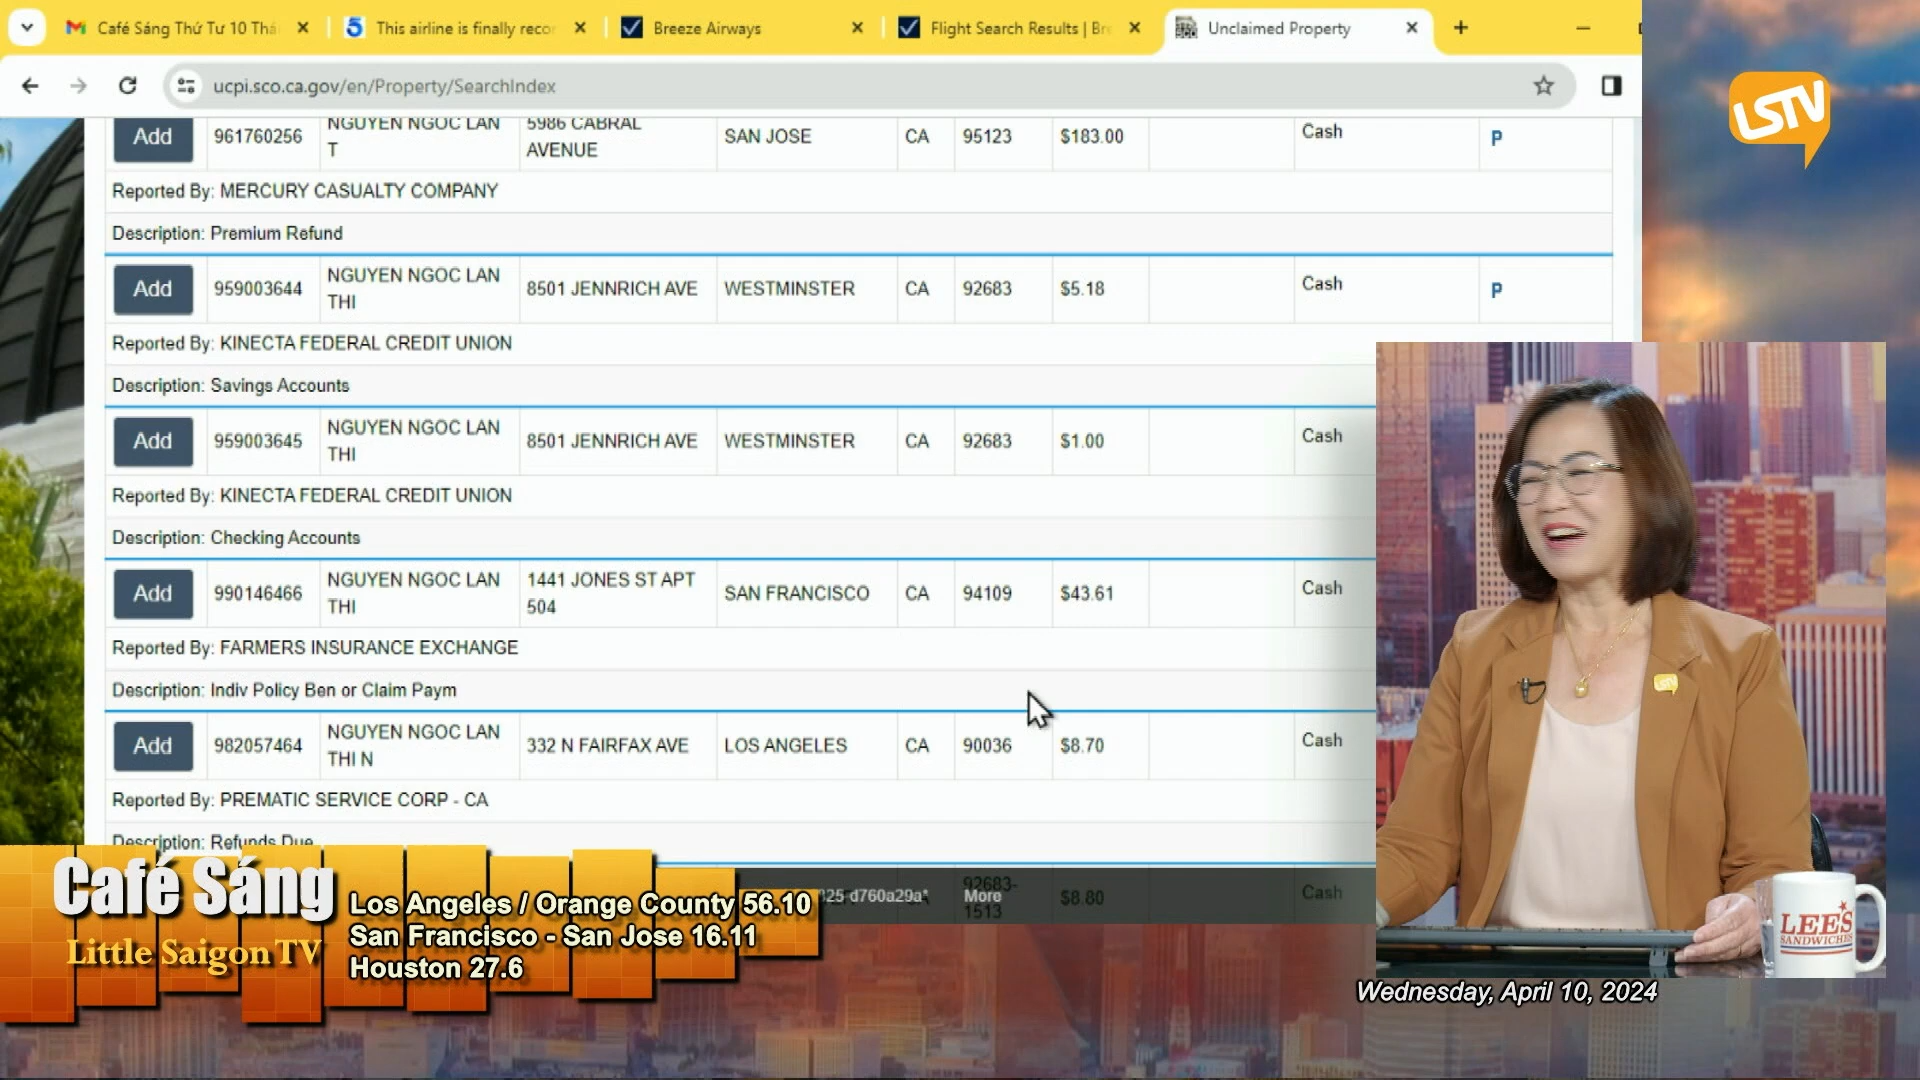 Café Sáng Thứ Tư 10 Thá
This airline is finally recor
Breeze Airways
Flight Search Results | Bre
Unclaimed Property
ucpi.sco.ca.gov/en/Property/SearchIndex
LSTV
Add 961760256 NGUYEN NGOC LAN T 5986 CABRAL AVENUE SAN JOSE CA 95123 $183.00 Cash P
Reported By: MERCURY CASUALTY COMPANY
Description: Premium Refund
Add 959003644 NGUYEN NGOC LAN THI 8501 JENNRICH AVE WESTMINSTER CA 92683 $5.18 Cash P
Reported By: KINECTA FEDERAL CREDIT UNION
Description: Savings Accounts
Add 959003645 NGUYEN NGOC LAN THI 8501 JENNRICH AVE WESTMINSTER CA 92683 $1.00 Cash
Reported By: KINECTA FEDERAL CREDIT UNION
Description: Checking Accounts
Add 990146466 NGUYEN NGOC LAN THI 1441 JONES ST APT 504 SAN FRANCISCO CA 94109 $43.61 Cash
Reported By: FARMERS INSURANCE EXCHANGE
Description: Indiv Policy Ben or Claim Paym
Add 982057464 NGUYEN NGOC LAN THI N 332 N FAIRFAX AVE LOS ANGELES CA 90036 $8.70 Cash
Reported By: PREMATIC SERVICE CORP - CA
Description: Refunds Due
d760a29a* More 92683-1513 $8.80 Cash
Café Sáng
Little Saigon TV
Los Angeles / Orange County 56.10
San Francisco - San Jose 16.11
Houston 27.6
LSTV
LEE'S
SANDWICHES
Wednesday, April 10, 2024